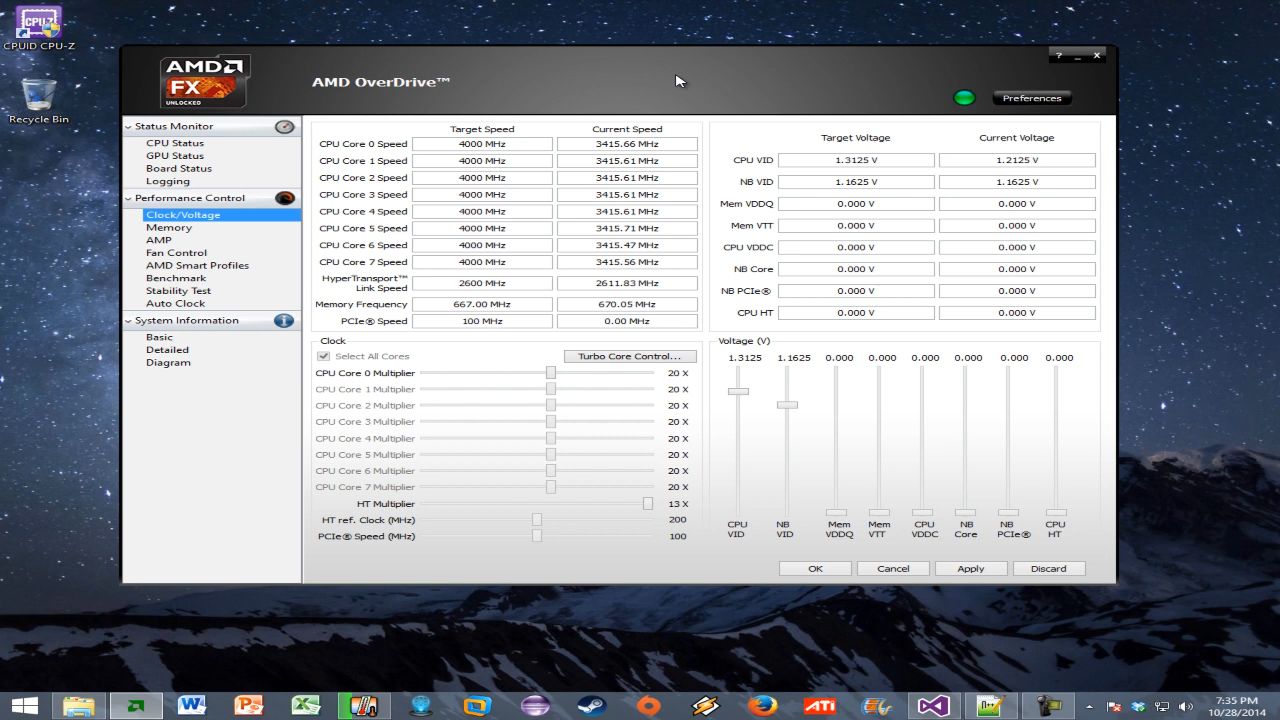 CPU-Z
CPUID CPU-Z
Recycle Bin
AMD
FX
UNLOCKED
AMD OverDrive™
? _ ×
Preferences
Status Monitor
CPU Status
GPU Status
Board Status
Logging
Performance Control
Clock/Voltage
Memory
AMP
Fan Control
AMD Smart Profiles
Benchmark
Stability Test
Auto Clock
System Information
Basic
Detailed
Diagram
Target Speed Current Speed
CPU Core 0 Speed 4000 MHz 3415.66 MHz
CPU Core 1 Speed 4000 MHz 3415.61 MHz
CPU Core 2 Speed 4000 MHz 3415.61 MHz
CPU Core 3 Speed 4000 MHz 3415.61 MHz
CPU Core 4 Speed 4000 MHz 3415.61 MHz
CPU Core 5 Speed 4000 MHz 3415.71 MHz
CPU Core 6 Speed 4000 MHz 3415.47 MHz
CPU Core 7 Speed 4000 MHz 3415.56 MHz
HyperTransport™
Link Speed 2600 MHz 2611.83 MHz
Memory Frequency 667.00 MHz 670.05 MHz
PCIe® Speed 100 MHz 0.00 MHz
Target Voltage Current Voltage
CPU VID 1.3125 V 1.2125 V
NB VID 1.1625 V 1.1625 V
Mem VDDQ 0.000 V 0.000 V
Mem VTT 0.000 V 0.000 V
CPU VDDC 0.000 V 0.000 V
NB Core 0.000 V 0.000 V
NB PCIe® 0.000 V 0.000 V
CPU HT 0.000 V 0.000 V
Clock
Select All Cores Turbo Core Control...
CPU Core 0 Multiplier 20 X
CPU Core 1 Multiplier 20 X
CPU Core 2 Multiplier 20 X
CPU Core 3 Multiplier 20 X
CPU Core 4 Multiplier 20 X
CPU Core 5 Multiplier 20 X
CPU Core 6 Multiplier 20 X
CPU Core 7 Multiplier 20 X
HT Multiplier 13 X
HT ref. Clock (MHz) 200
PCIe® Speed (MHz) 100
Voltage (V)
1.3125 1.1625 0.000 0.000 0.000 0.000 0.000 0.000
CPU NB Mem Mem CPU NB NB CPU
VID VID VDDQ VTT VDDC Core PCIe® HT
OK Cancel Apply Discard
ATI
7:35 PM
10/28/2014